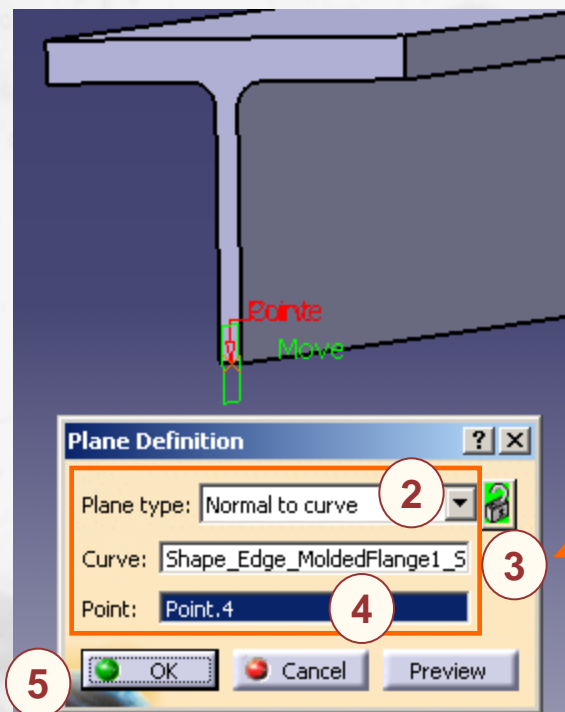 Move
Plane Definition ? X
Plane type: Normal to curve 2
Curve: Shape_Edge_MoldedFlange1_S 3
Point: Point.4 4
5 OK Cancel Preview